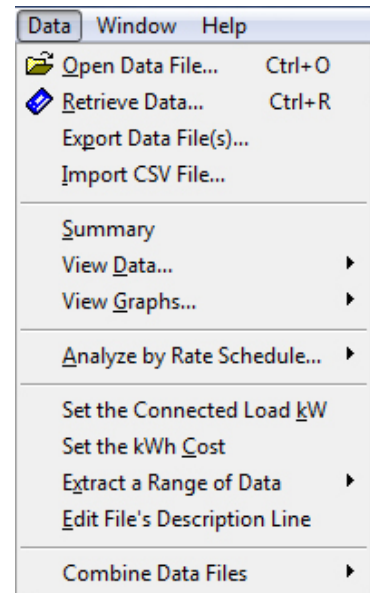 Data Window Help
Open Data File... Ctrl+O
Retrieve Data... Ctrl+R
Export Data File(s)...
Import CSV File...
Summary
View Data...
View Graphs...
Analyze by Rate Schedule...
Set the Connected Load kW
Set the kWh Cost
Extract a Range of Data
Edit File's Description Line
Combine Data Files